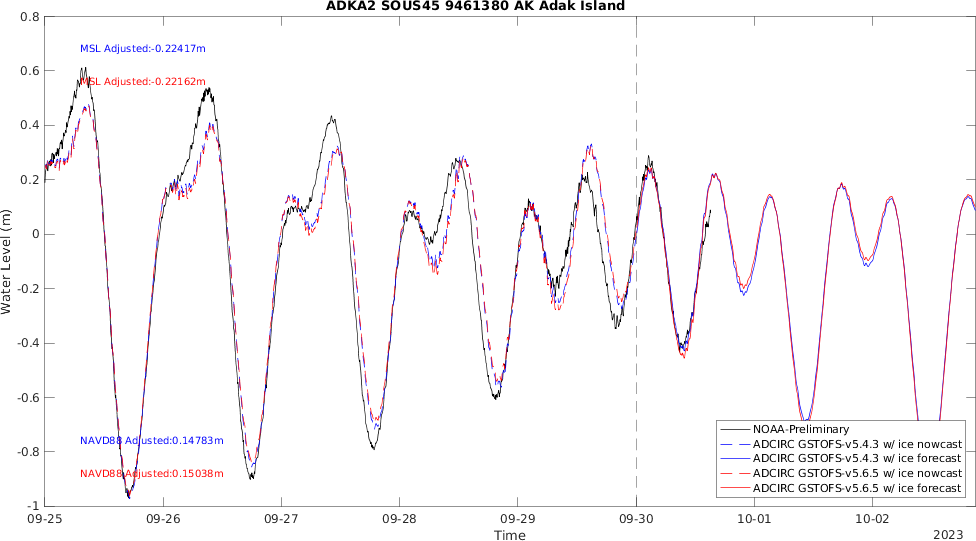 ADKA2 SOUS45 9461380 AK Adak Island
0.8
0.6
0.4
0.2
0
-0.2
-0.4
-0.6
-0.8
-1
Water Level (m)
MSL Adjusted:-0.22417m
MSL Adjusted:-0.22162m
NAVD88 Adjusted:0.14783m
NAVD88 Adjusted:0.15038m
NOAA-Preliminary
ADCIRC GSTOFS-v5.4.3 w/ ice nowcast
ADCIRC GSTOFS-v5.4.3 w/ ice forecast
ADCIRC GSTOFS-v5.6.5 w/ ice nowcast
ADCIRC GSTOFS-v5.6.5 w/ ice forecast
09-25 09-26 09-27 09-28 09-29 09-30 10-01 10-02
Time
2023